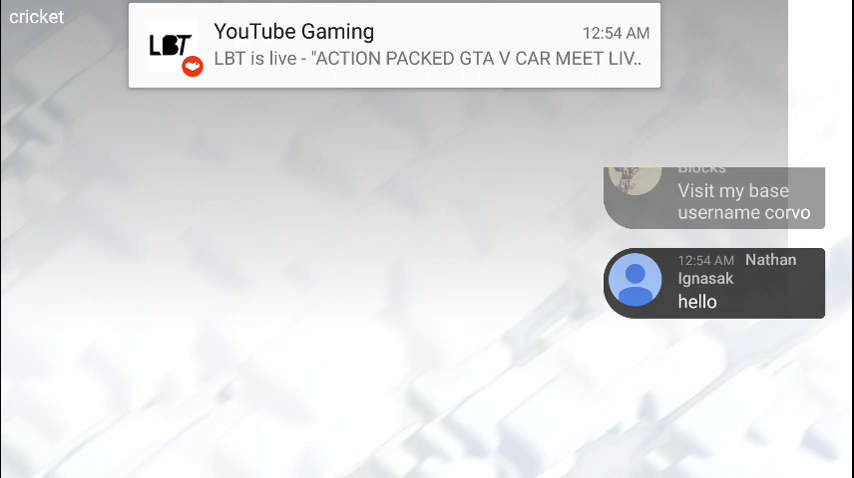 cricket
LBT
YouTube Gaming
12:54 AM
LBT is live - "ACTION PACKED GTA V CAR MEET LIV..
Blocks
Visit my base
username corvo
12:54 AM Nathan
Ignasak
hello